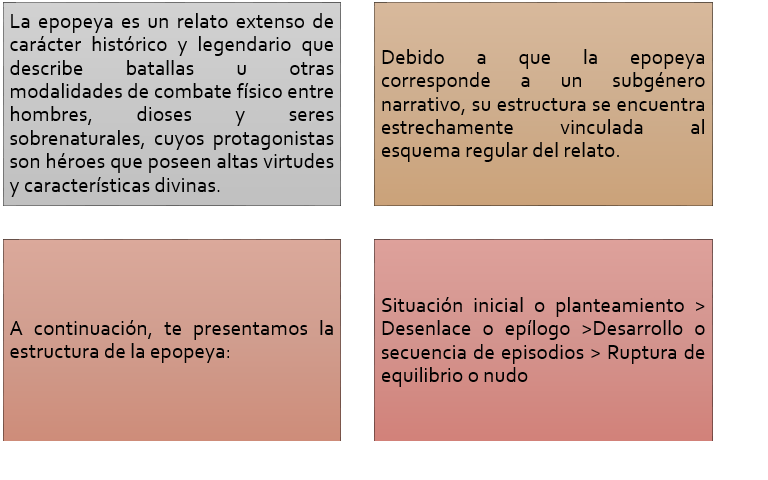 La epopeya es un relato extenso de
carácter histórico y legendario que
describe batallas u otras
modalidades de combate físico entre
hombres, dioses y seres
sobrenaturales, cuyos protagonistas
son héroes que poseen altas virtudes
y características divinas.
Debido a que la epopeya
corresponde a un subgénero
narrativo, su estructura se encuentra
estrechamente vinculada al
esquema regular del relato.
A continuación, te presentamos la
estructura de la epopeya:
Situación inicial o planteamiento >
Desenlace o epílogo >Desarrollo o
secuencia de episodios > Ruptura de
equilibrio o nudo